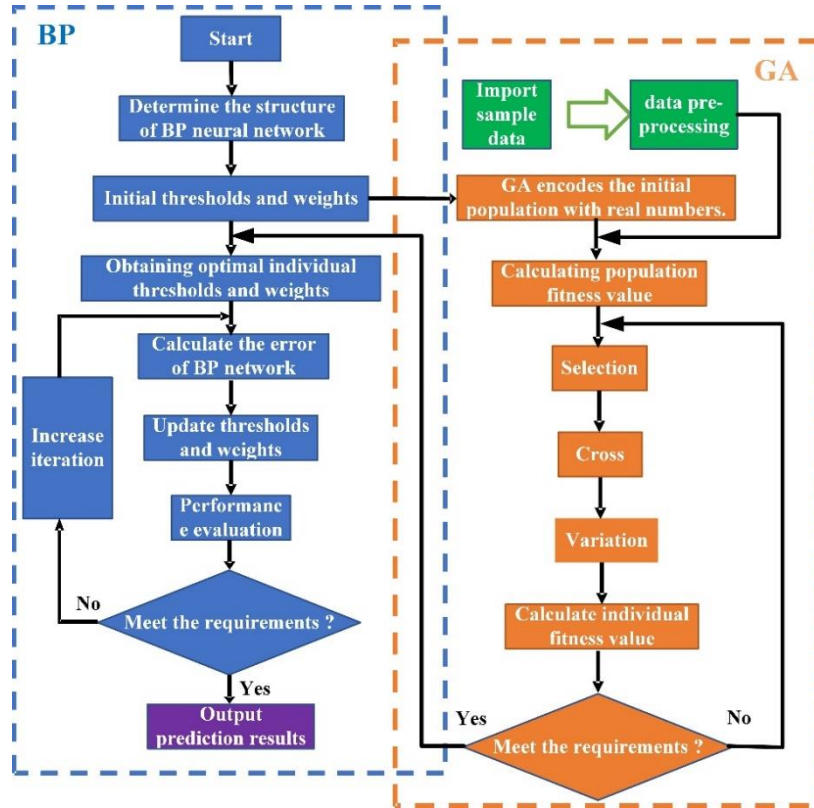 BP
Start
Determine the structure
of BP neural network
Initial thresholds and weights
Obtaining optimal individual
thresholds and weights
Calculate the error
of BP network
Update thresholds
and weights
Increase
iteration
Performanc
e evaluation
No
Meet the requirements ?
Yes
Output
prediction results
GA
Import
sample
data
data pre-
processing
GA encodes the initial
population with real numbers.
Calculating population
fitness value
Selection
Cross
Variation
Calculate individual
fitness value
Yes
No
Meet the requirements ?